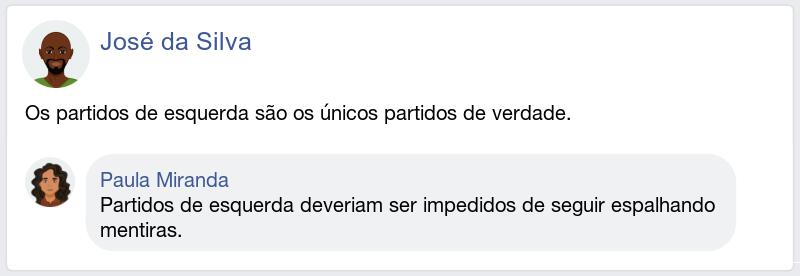 José da Silva
Os partidos de esquerda são os únicos partidos de verdade.
Paula Miranda
Partidos de esquerda deveriam ser impedidos de seguir espalhando
mentiras.